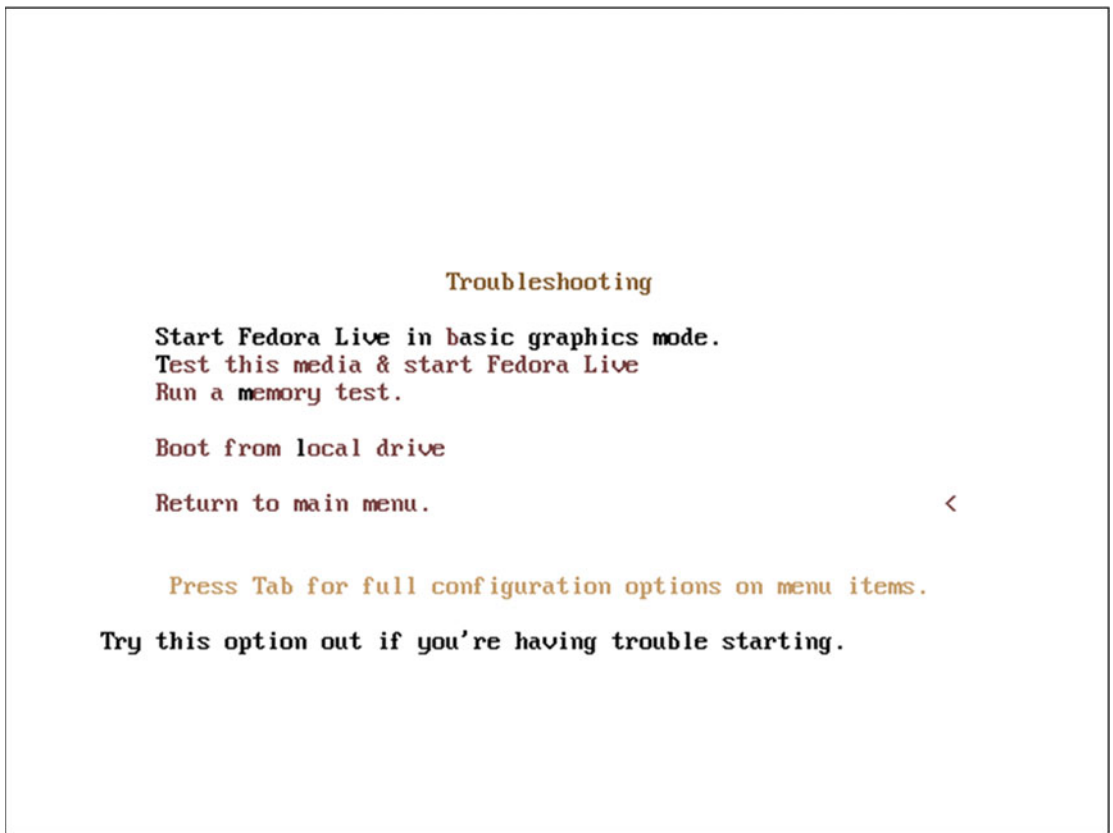 Troubleshooting
Start Fedora Live in basic graphics mode.
Test this media & start Fedora Live
Run a memory test.
Boot from local drive
Return to main menu. <
Press Tab for full configuration options on menu items.
Try this option out if you're having trouble starting.